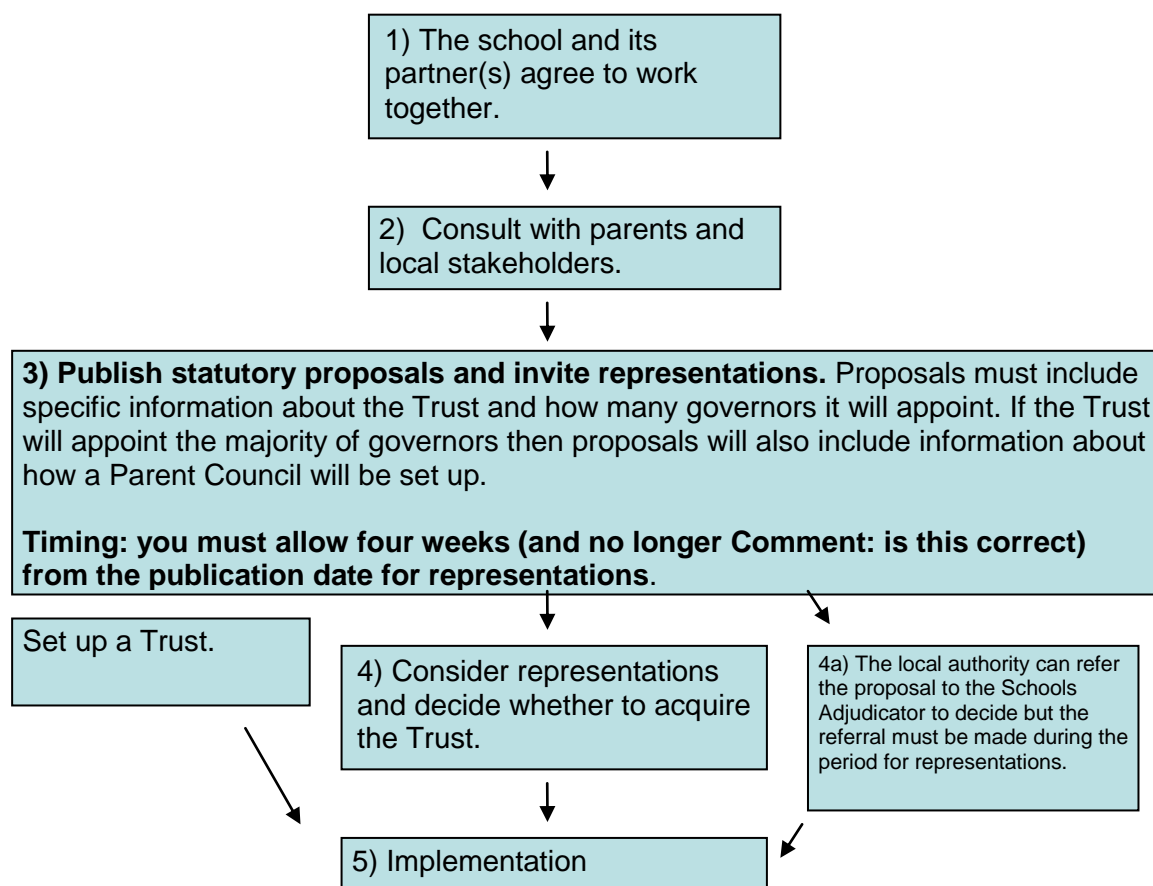 1) The school and its
partner(s) agree to work
together.
2) Consult with parents and
local stakeholders.
3) Publish statutory proposals and invite representations. Proposals must include
specific information about the Trust and how many governors it will appoint. If the Trust
will appoint the majority of governors then proposals will also include information about
how a Parent Council will be set up.
Timing: you must allow four weeks (and no longer Comment: is this correct)
from the publication date for representations.
Set up a Trust.
4) Consider representations
and decide whether to acquire
the Trust.
4a) The local authority can refer
the proposal to the Schools
Adjudicator to decide but the
referral must be made during the
period for representations.
5) Implementation